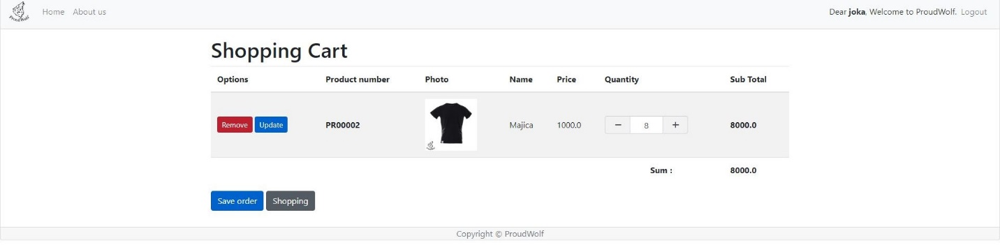 Home About us Dear joka, Welcome to ProudWolf. Logout
ProudWolf
Shopping Cart
Options Product number Photo Name Price Quantity Sub Total
Remove Update PR00002 Majica 1000.0 − 8 + 8000.0
Sum : 8000.0
Save order Shopping
Copyright © ProudWolf